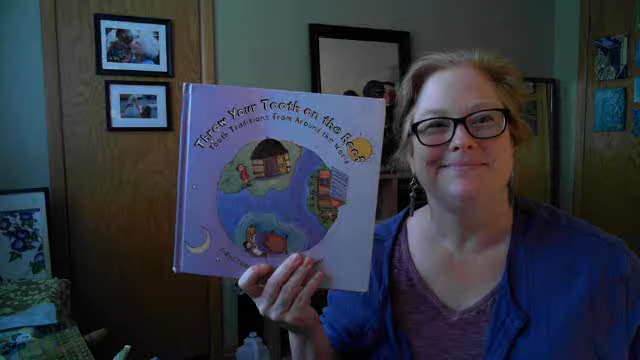 Throw Your Tooth on the Roof
Tooth Traditions from Around the World